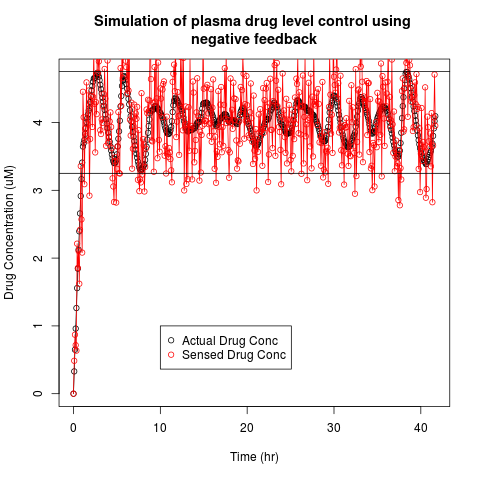 Simulation of plasma drug level control using
negative feedback
Drug Concentration (uM)
4
3
2
1
0
Actual Drug Conc
Sensed Drug Conc
0 10 20 30 40
Time (hr)